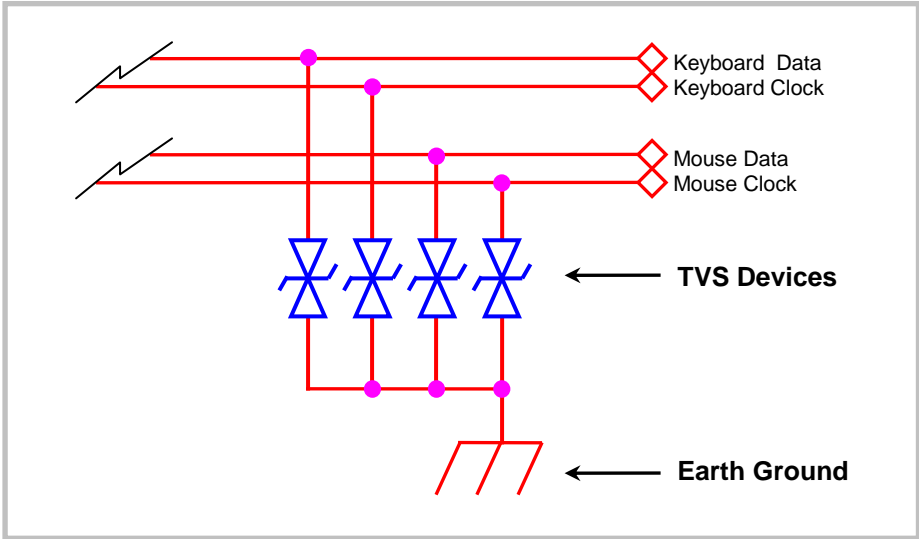 Keyboard Data
Keyboard Clock
Mouse Data
Mouse Clock
TVS Devices
Earth Ground